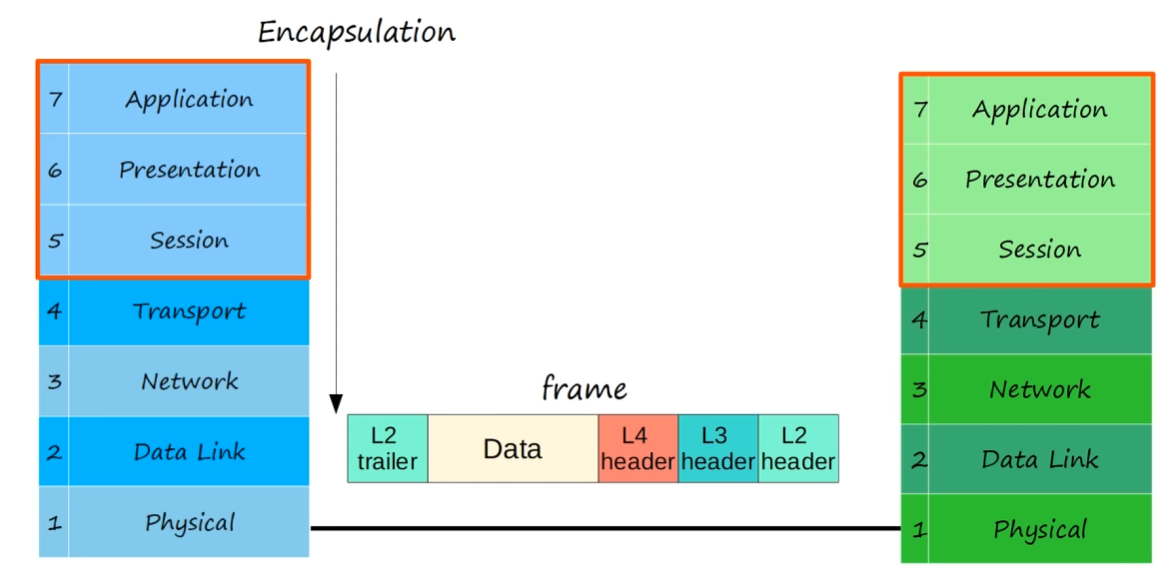 Encapsulation
7 Application
6 Presentation
5 Session
4 Transport
3 Network
2 Data Link
1 Physical
frame
L2
trailer
Data
L4
header
L3
header
L2
header
7 Application
6 Presentation
5 Session
4 Transport
3 Network
2 Data Link
1 Physical